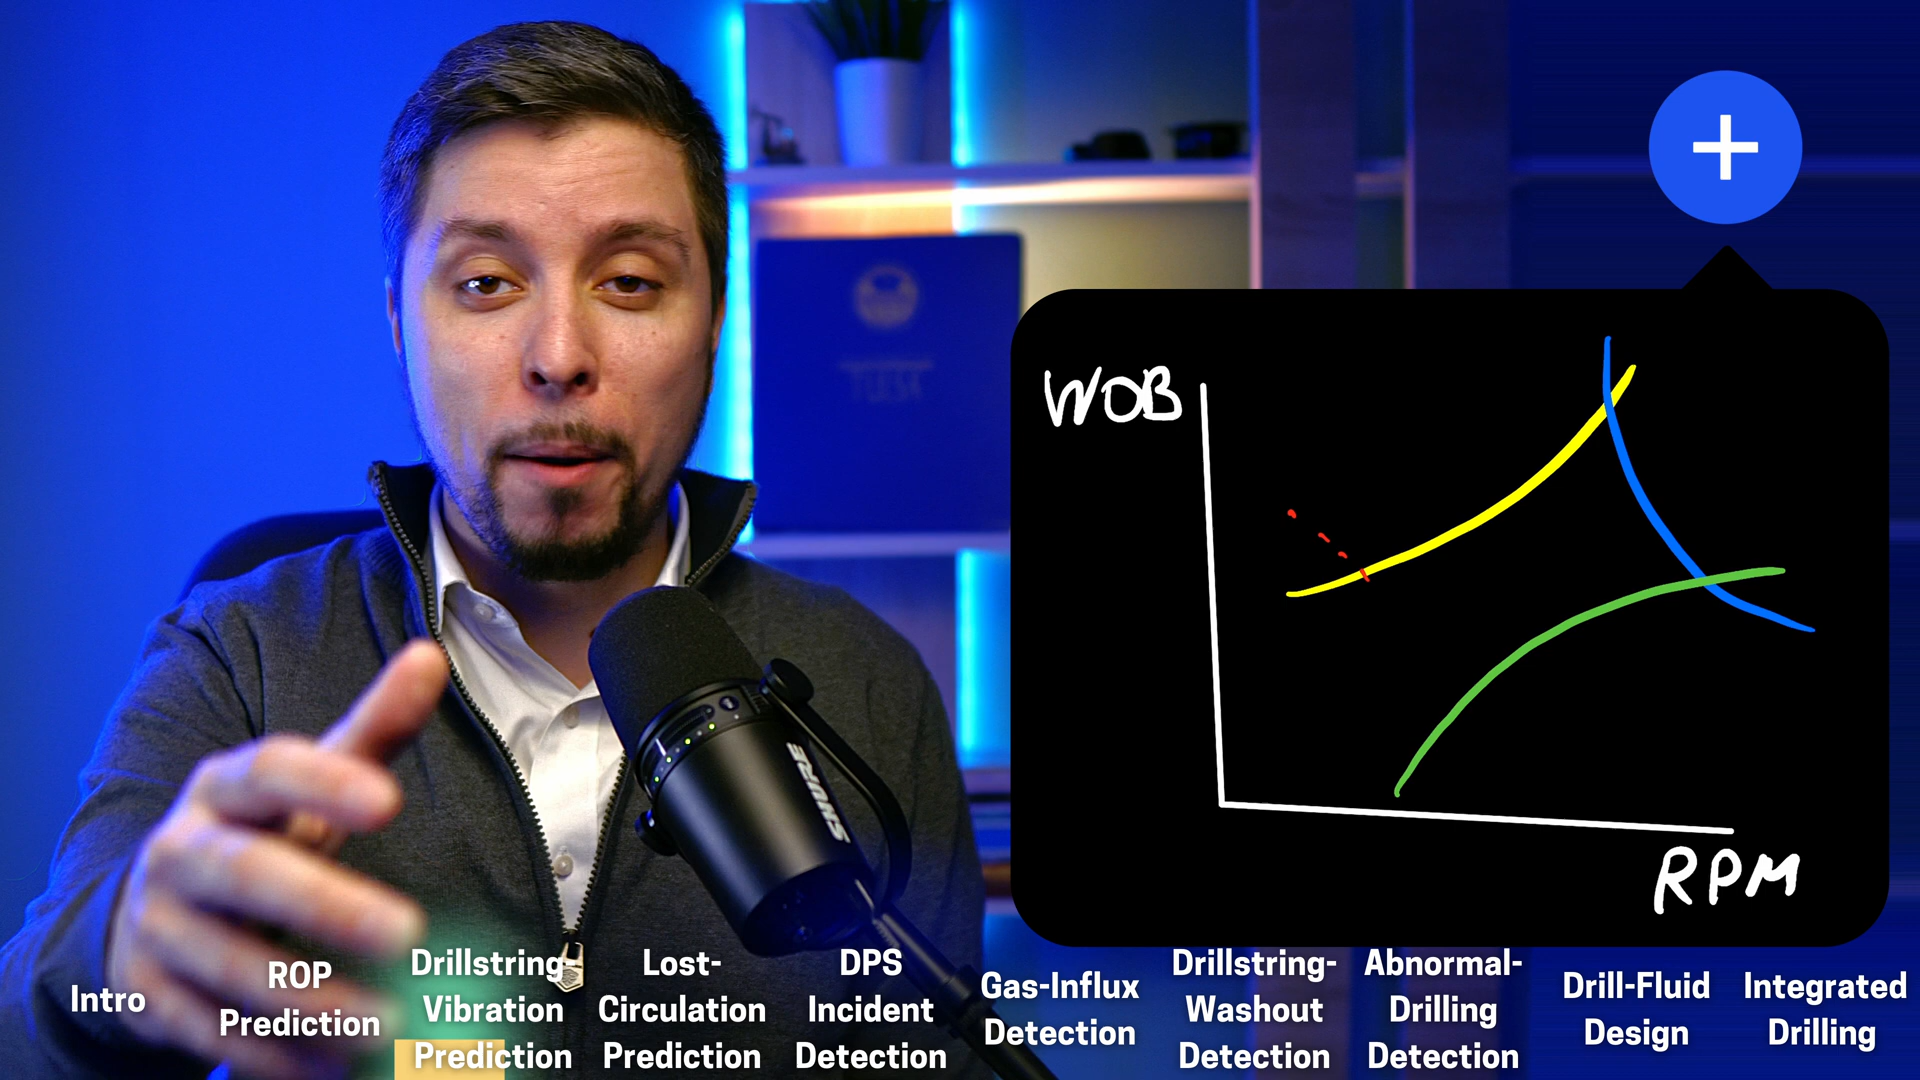 WOB
RPM
SHURE
Intro
ROP
Prediction
Drillstring-
Vibration
Prediction
Lost-
Circulation
Prediction
DPS
Incident
Detection
Gas-Influx
Detection
Drillstring-
Washout
Detection
Abnormal-
Drilling
Detection
Drill-Fluid
Design
Integrated
Drilling